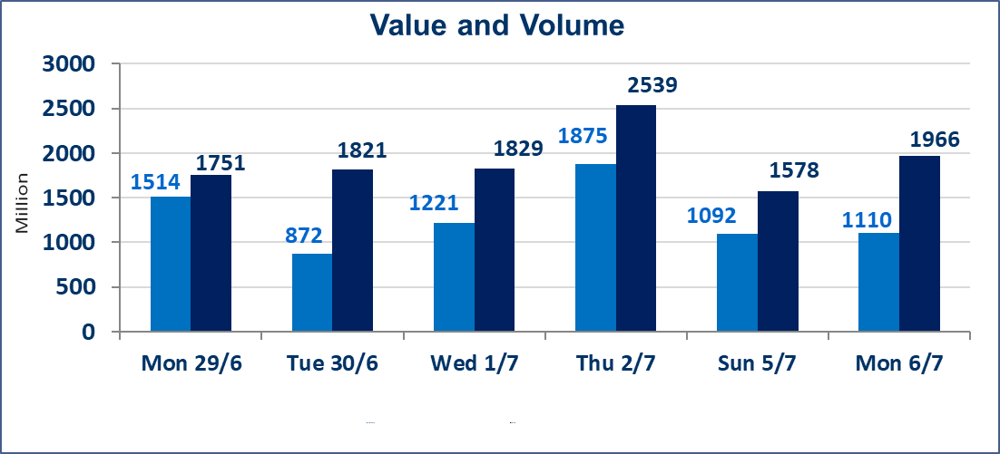 Value and Volume
3000
2500
2000
1500
1000
500
0
Million
1514
1751
872
1821
1221
1829
1875
2539
1092
1578
1110
1966
Mon 29/6
Tue 30/6
Wed 1/7
Thu 2/7
Sun 5/7
Mon 6/7